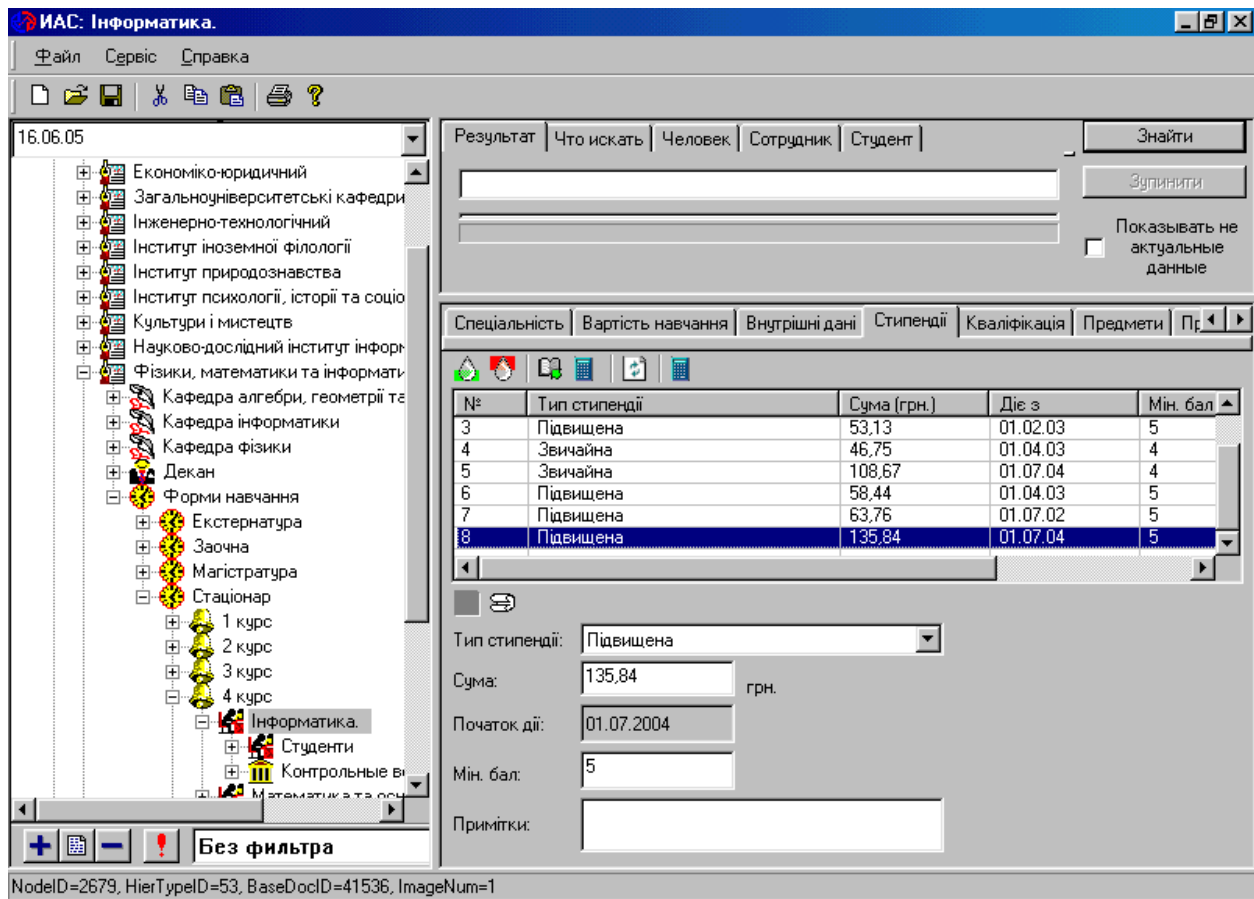 ИАС: Інформатика.
Файл Сервіс Справка
16.06.05
Економіко-юридичний
Загальноуніверситетські кафедри
Інженерно-технологічний
Інститут іноземної філології
Інститут природознавства
Інститут психології, історії та соціо
Культури і мистецтв
Науково-дослідний інститут інформ
Фізики, математики та інформати
Кафедра алгебри, геометрії та
Кафедра інформатики
Кафедра фізики
Декан
Форми навчання
Екстернатура
Заочна
Магістратура
Стаціонар
1 курс
2 курс
3 курс
4 курс
Інформатика.
Студенти
Контрольные в
Математика та осн
Без фильтра
Результат Что искать Человек Сотрудник Студент
Знайти
Зупинити
Показывать не
актуальные
данные
Спеціальність Вартість навчання Внутрішні дані Стипендії Кваліфікація Предмети Пр
№ Тип стипендії Сума (грн.) Діє з Мін. бал
3 Підвищена 53,13 01.02.03 5
4 Звичайна 46,75 01.04.03 4
5 Звичайна 108,67 01.07.04 4
6 Підвищена 58,44 01.04.03 5
7 Підвищена 63,76 01.07.02 5
8 Підвищена 135,84 01.07.04 5
Тип стипендії: Підвищена
Сума: 135,84 грн.
Початок дії: 01.07.2004
Мін. бал: 5
Примітки:
NodeID=2679, HierTypeID=53, BaseDocID=41536, ImageNum=1